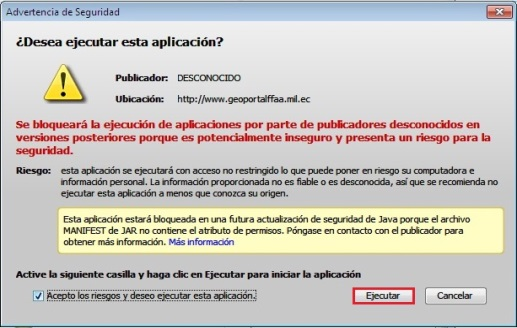 Advertencia de Seguridad
¿Desea ejecutar esta aplicación?
Publicador: DESCONOCIDO
Ubicación: http://www.geoportalffaa.mil.ec
Se bloqueará la ejecución de aplicaciones por parte de publicadores desconocidos en
versiones posteriores porque es potencialmente inseguro y presenta un riesgo para la
seguridad.
Riesgo: esta aplicación se ejecutará con acceso no restringido lo que puede poner en riesgo su computadora e
información personal. La información proporcionada no es fiable o es desconocida, así que se recomienda no
ejecutar esta aplicación a menos que conozca su origen.
Esta aplicación estará bloqueada en una futura actualización de seguridad de Java porque el archivo
MANIFEST de JAR no contiene el atributo de permisos. Póngase en contacto con el publicador para
obtener más información. Más información
Active la siguiente casilla y haga clic en Ejecutar para iniciar la aplicación
Acepto los riesgos y deseo ejecutar esta aplicación.
Ejecutar
Cancelar